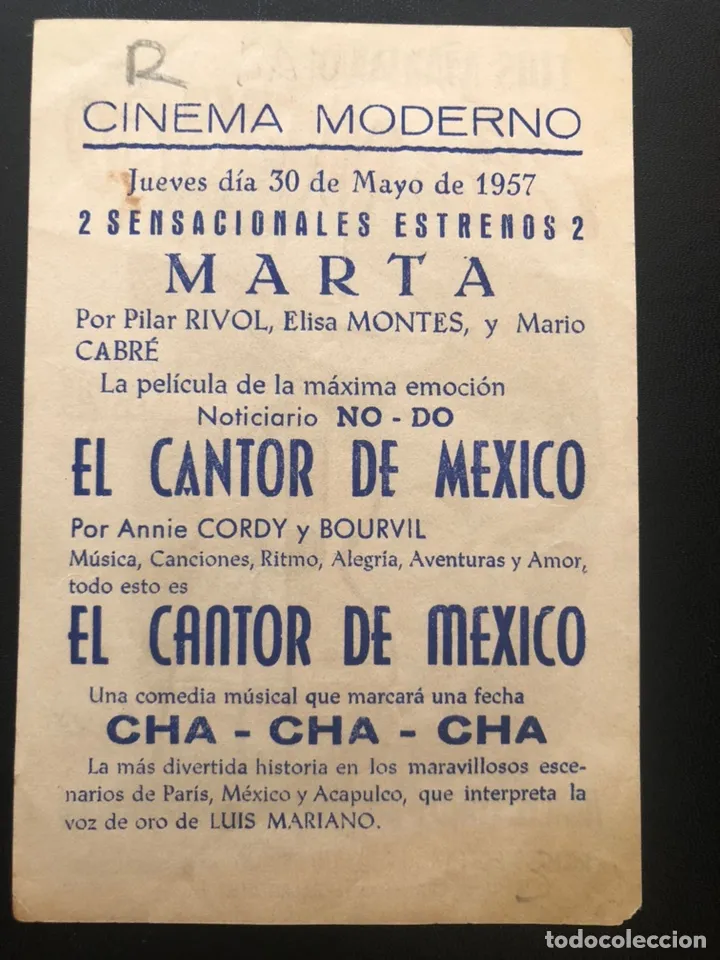 R
CINEMA MODERNO
Jueves día 30 de Mayo de 1957
2 SENSACIONALES ESTRENOS 2
MARTA
Por Pilar RIVOL, Elisa MONTES, y Mario
CABRÉ
La película de la máxima emoción
Noticiario NO - DO
EL CANTOR DE MEXICO
Por Annie CORDY y BOURVIL
Música, Canciones, Ritmo, Alegría, Aventuras y Amor,
todo esto es
EL CANTOR DE MEXICO
Una comedia músical que marcará una fecha
CHA - CHA - CHA
La más divertida historia en los maravillosos esce-
narios de París, México y Acapulco, que interpreta la
voz de oro de LUIS MARIANO.
todocoleccion